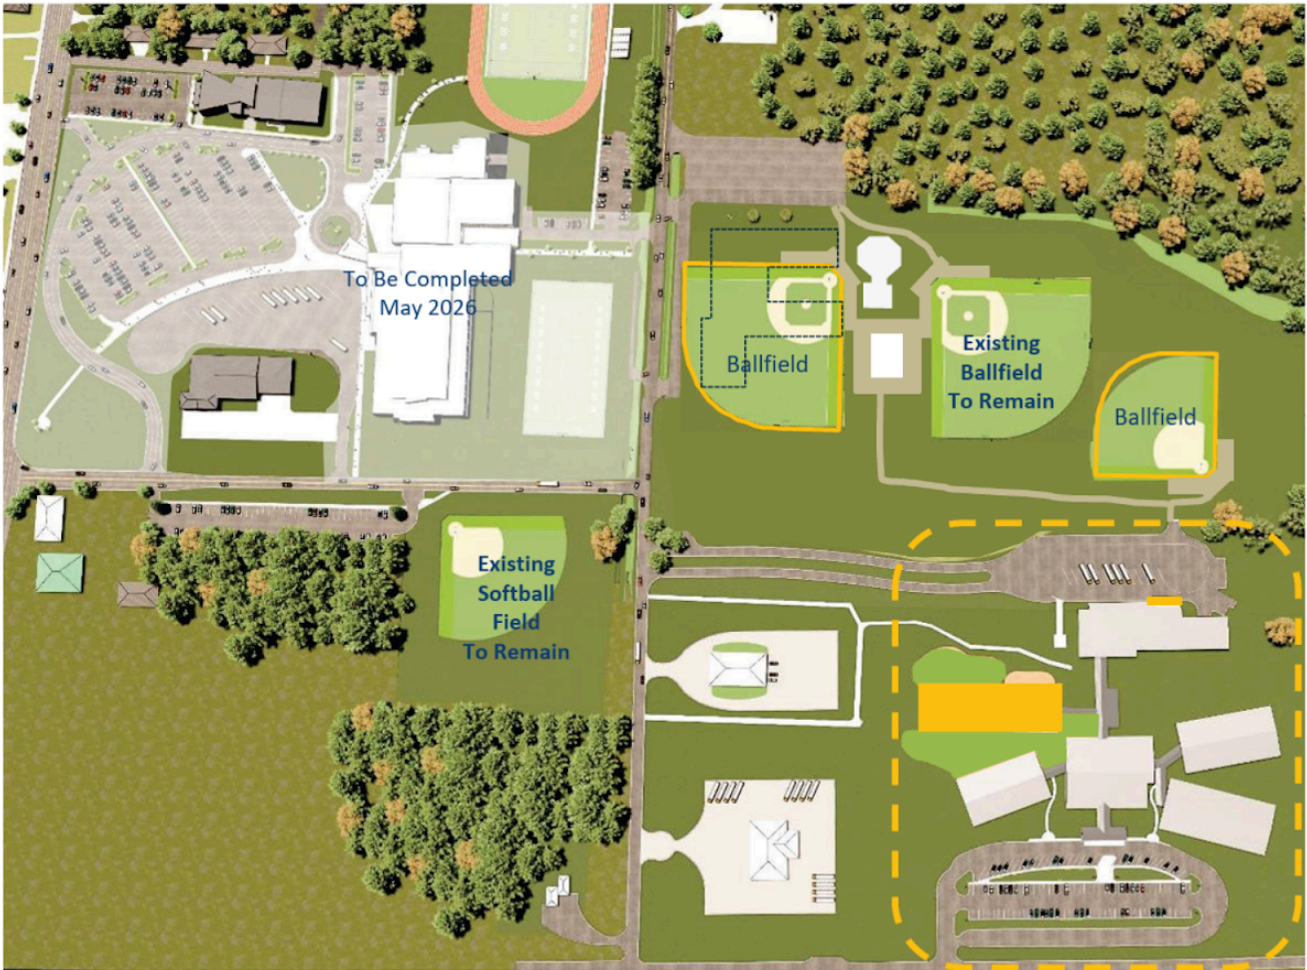 To Be Completed
May 2026
Ballfield
Existing
Ballfield
To Remain
Ballfield
Existing
Softball
Field
To Remain